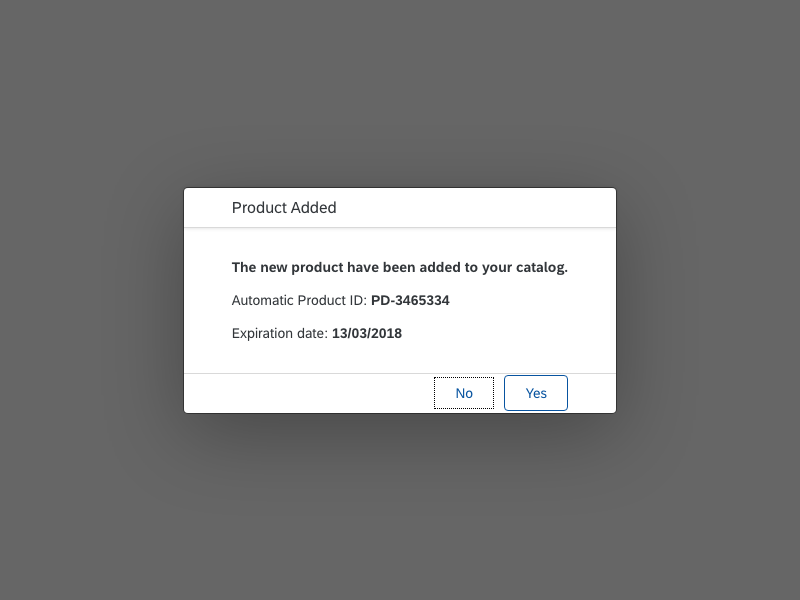 Product Added
The new product have been added to your catalog.
Automatic Product ID: PD-3465334
Expiration date: 13/03/2018
No Yes